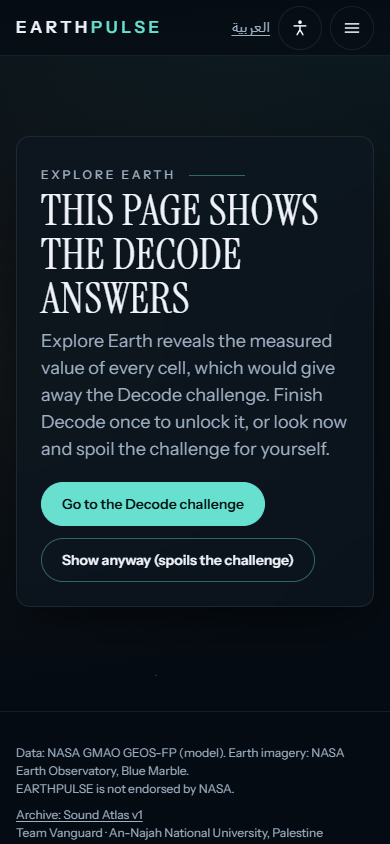 EARTHPULSE
العربية
EXPLORE EARTH
THIS PAGE SHOWS
THE DECODE
ANSWERS
Explore Earth reveals the measured
value of every cell, which would give
away the Decode challenge. Finish
Decode once to unlock it, or look now
and spoil the challenge for yourself.
Go to the Decode challenge
Show anyway (spoils the challenge)
Data: NASA GMAO GEOS-FP (model). Earth imagery: NASA
Earth Observatory, Blue Marble.
EARTHPULSE is not endorsed by NASA.
Archive: Sound Atlas v1
Team Vanguard · An-Najah National University, Palestine